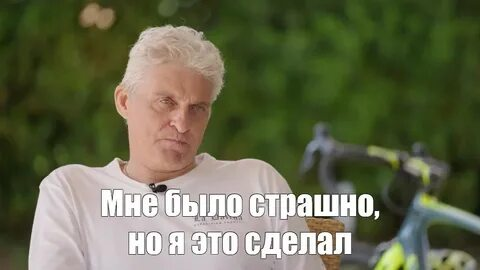 Мне было страшно,
но я это сделал